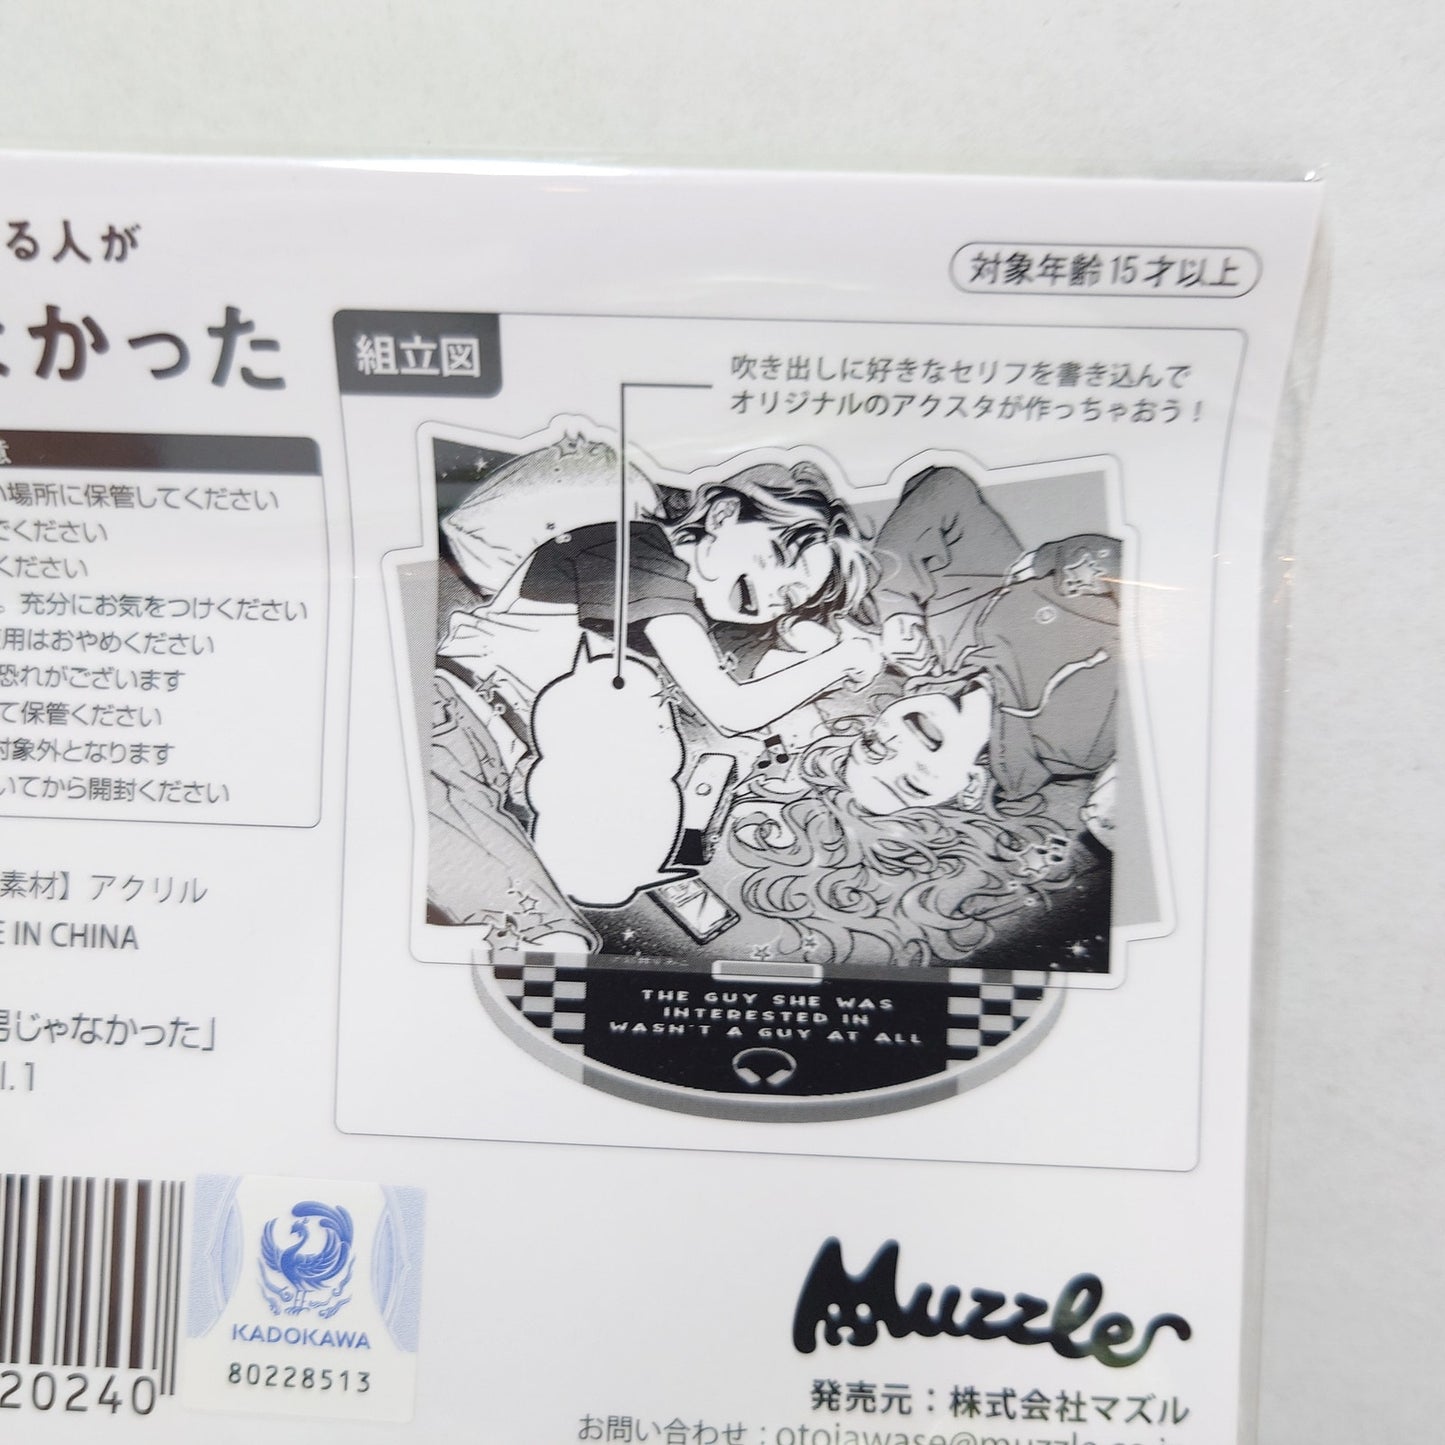 る人が
なかった
対象年齢15才以上
組立図
吹き出しに好きなセリフを書き込んで
オリジナルのアクスタが作っちゃおう！
意
い場所に保管してください
でください
ください
。充分にお気をつけください
使用はおやめください
恐れがございます
て保管ください
対象外となります
いてから開封ください
素材】アクリル
E IN CHINA
男じゃなかった」
l.1
THE GUY SHE WAS
INTERESTED IN
WASN'T A GUY AT ALL
KADOKAWA
80228513
20240
Muzzle
発売元：株式会社マズル
お問い合わせ：otoiawase@muzzle.co.j